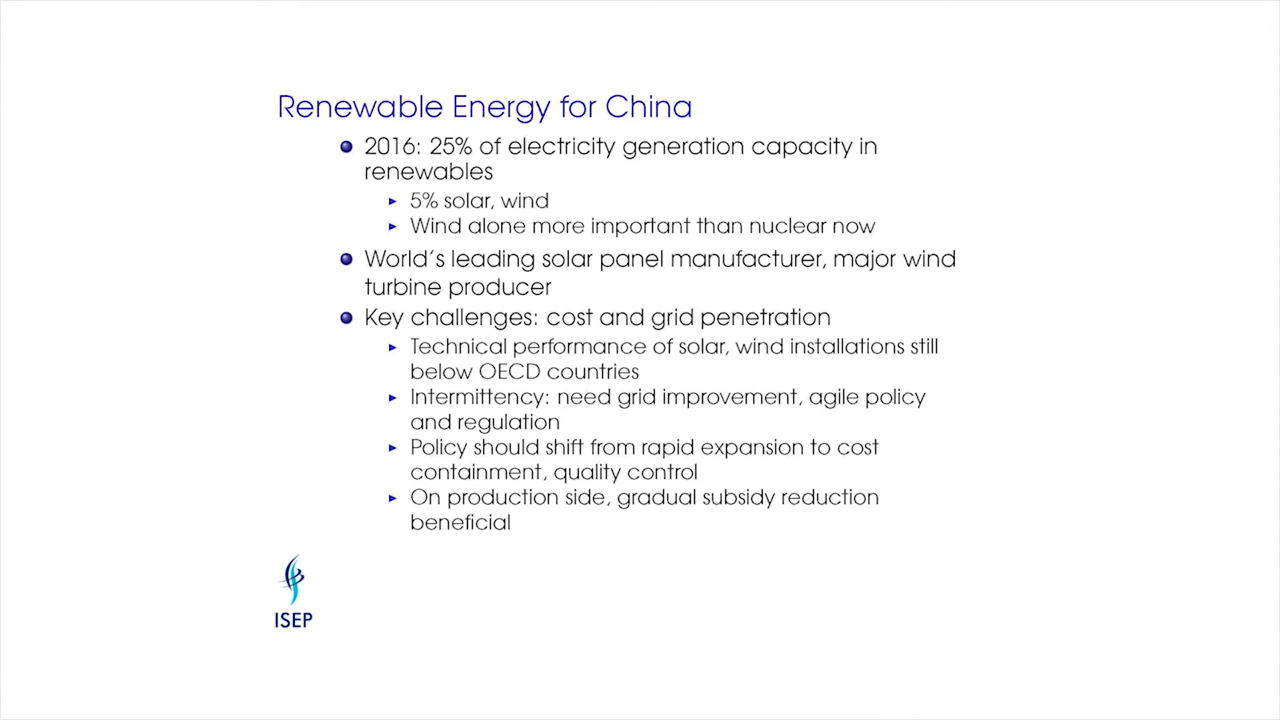 Renewable Energy for China
2016: 25% of electricity generation capacity in
renewables
5% solar, wind
Wind alone more important than nuclear now
World's leading solar panel manufacturer, major wind
turbine producer
Key challenges: cost and grid penetration
Technical performance of solar, wind installations still
below OECD countries
Intermittency: need grid improvement, agile policy
and regulation
Policy should shift from rapid expansion to cost
containment, quality control
On production side, gradual subsidy reduction
beneficial
ISEP